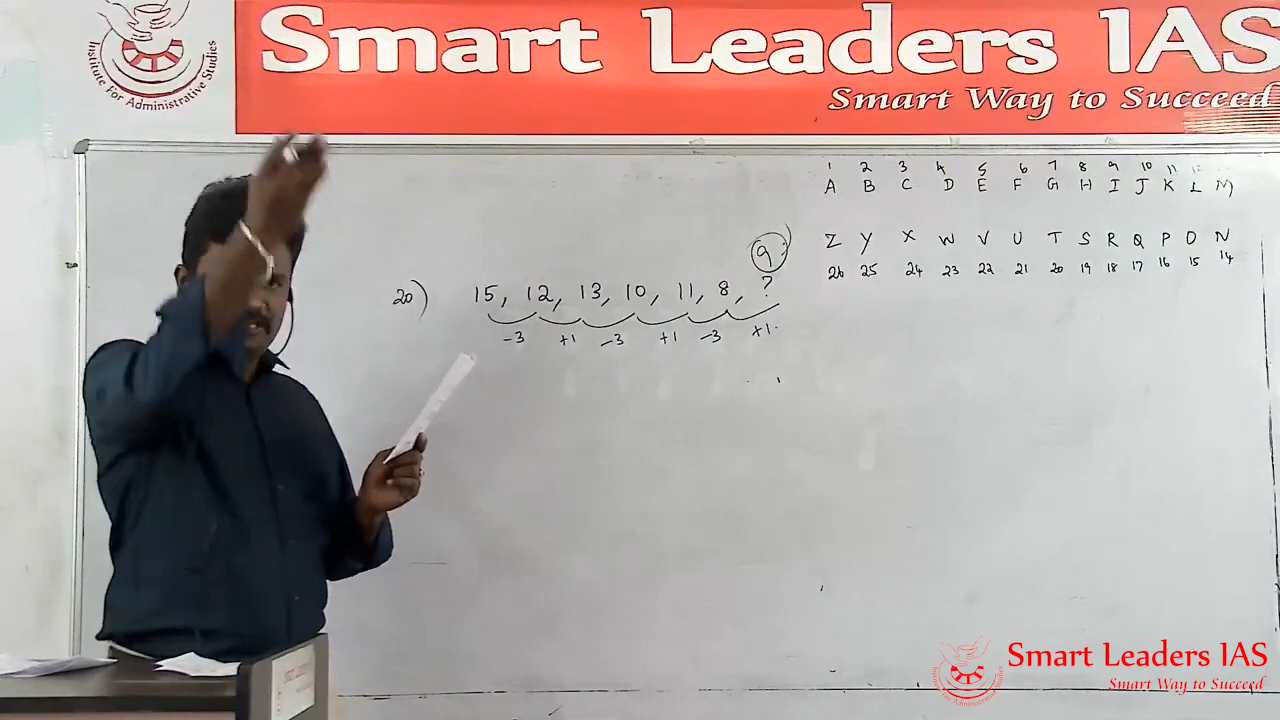 Institute For Administrative Studies
Smart Leaders IAS
Smart Way to Succeed
1 2 3 4 5 6 7 8 9 10 11
A B C D E F G H I J K L M
Z Y X W V U T S R Q P O N
26 25 24 23 22 21 20 19 18 17 16 15 14
9
20) 15, 12, 13, 10, 11, 8, ?
-3 +1 -3 +1 -3 +1
Smart Leaders IAS
Smart Way to Succeed